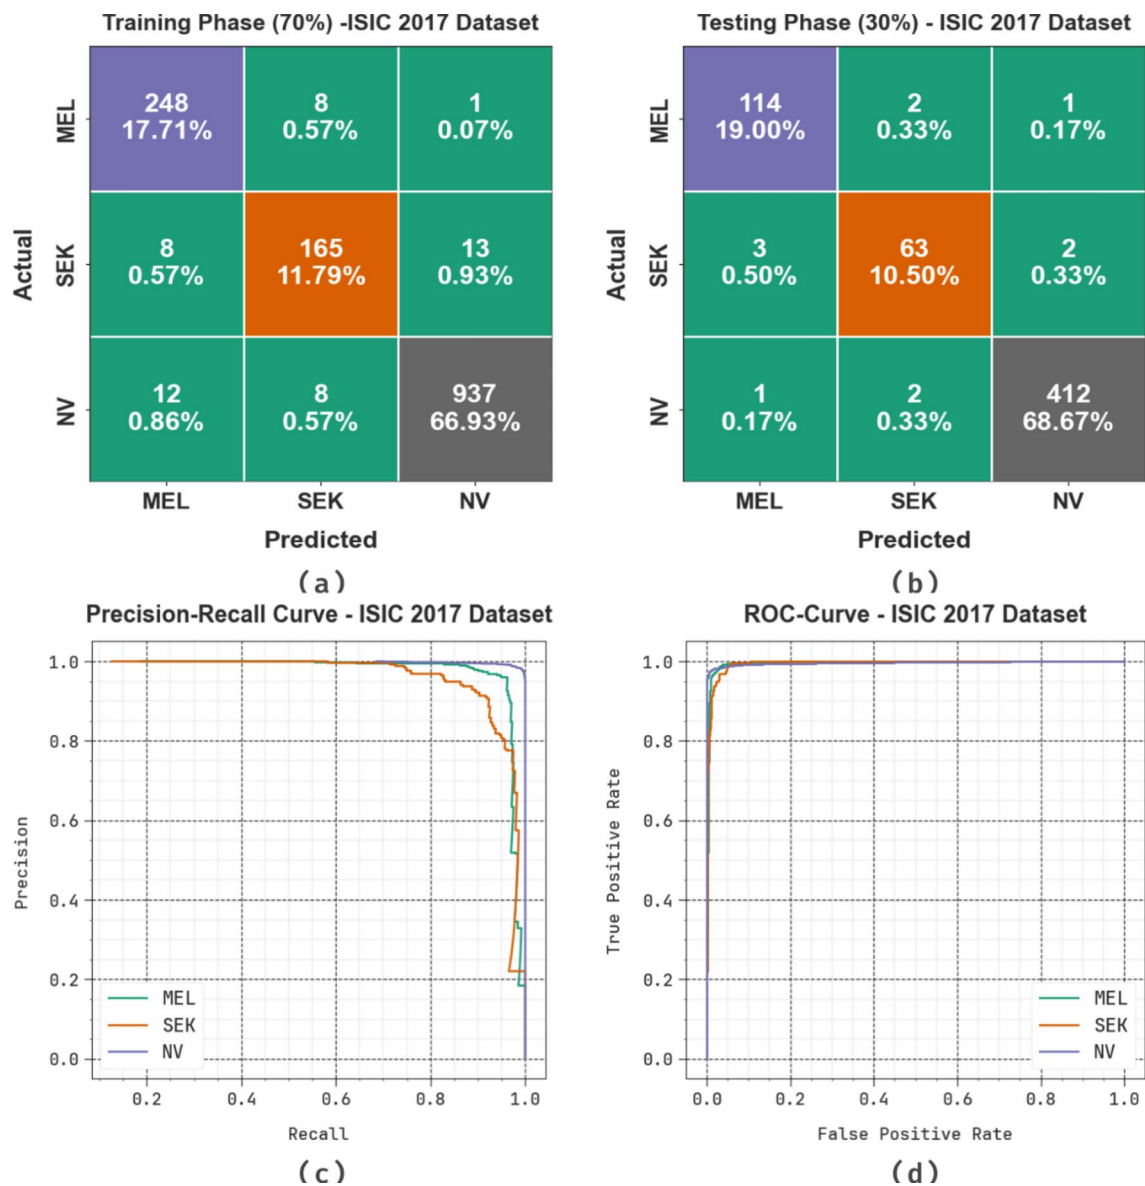 Training Phase (70%) -ISIC 2017 Dataset
MEL
248
17.71%
8
0.57%
1
0.07%
Actual
SEK
8
0.57%
165
11.79%
13
0.93%
NV
12
0.86%
8
0.57%
937
66.93%
MEL
SEK
NV
Predicted
(a)
Testing Phase (30%) - ISIC 2017 Dataset
MEL
114
19.00%
2
0.33%
1
0.17%
Actual
SEK
3
0.50%
63
10.50%
2
0.33%
NV
1
0.17%
2
0.33%
412
68.67%
MEL
SEK
NV
Predicted
(b)
Precision-Recall Curve - ISIC 2017 Dataset
1.0
0.8
0.6
0.4
0.2
0.0
Precision
MEL
SEK
NV
0.2
0.4
0.6
0.8
1.0
Recall
(c)
ROC-Curve - ISIC 2017 Dataset
1.0
0.8
0.6
0.4
0.2
0.0
True Positive Rate
MEL
SEK
NV
0.0
0.2
0.4
0.6
0.8
1.0
False Positive Rate
(d)